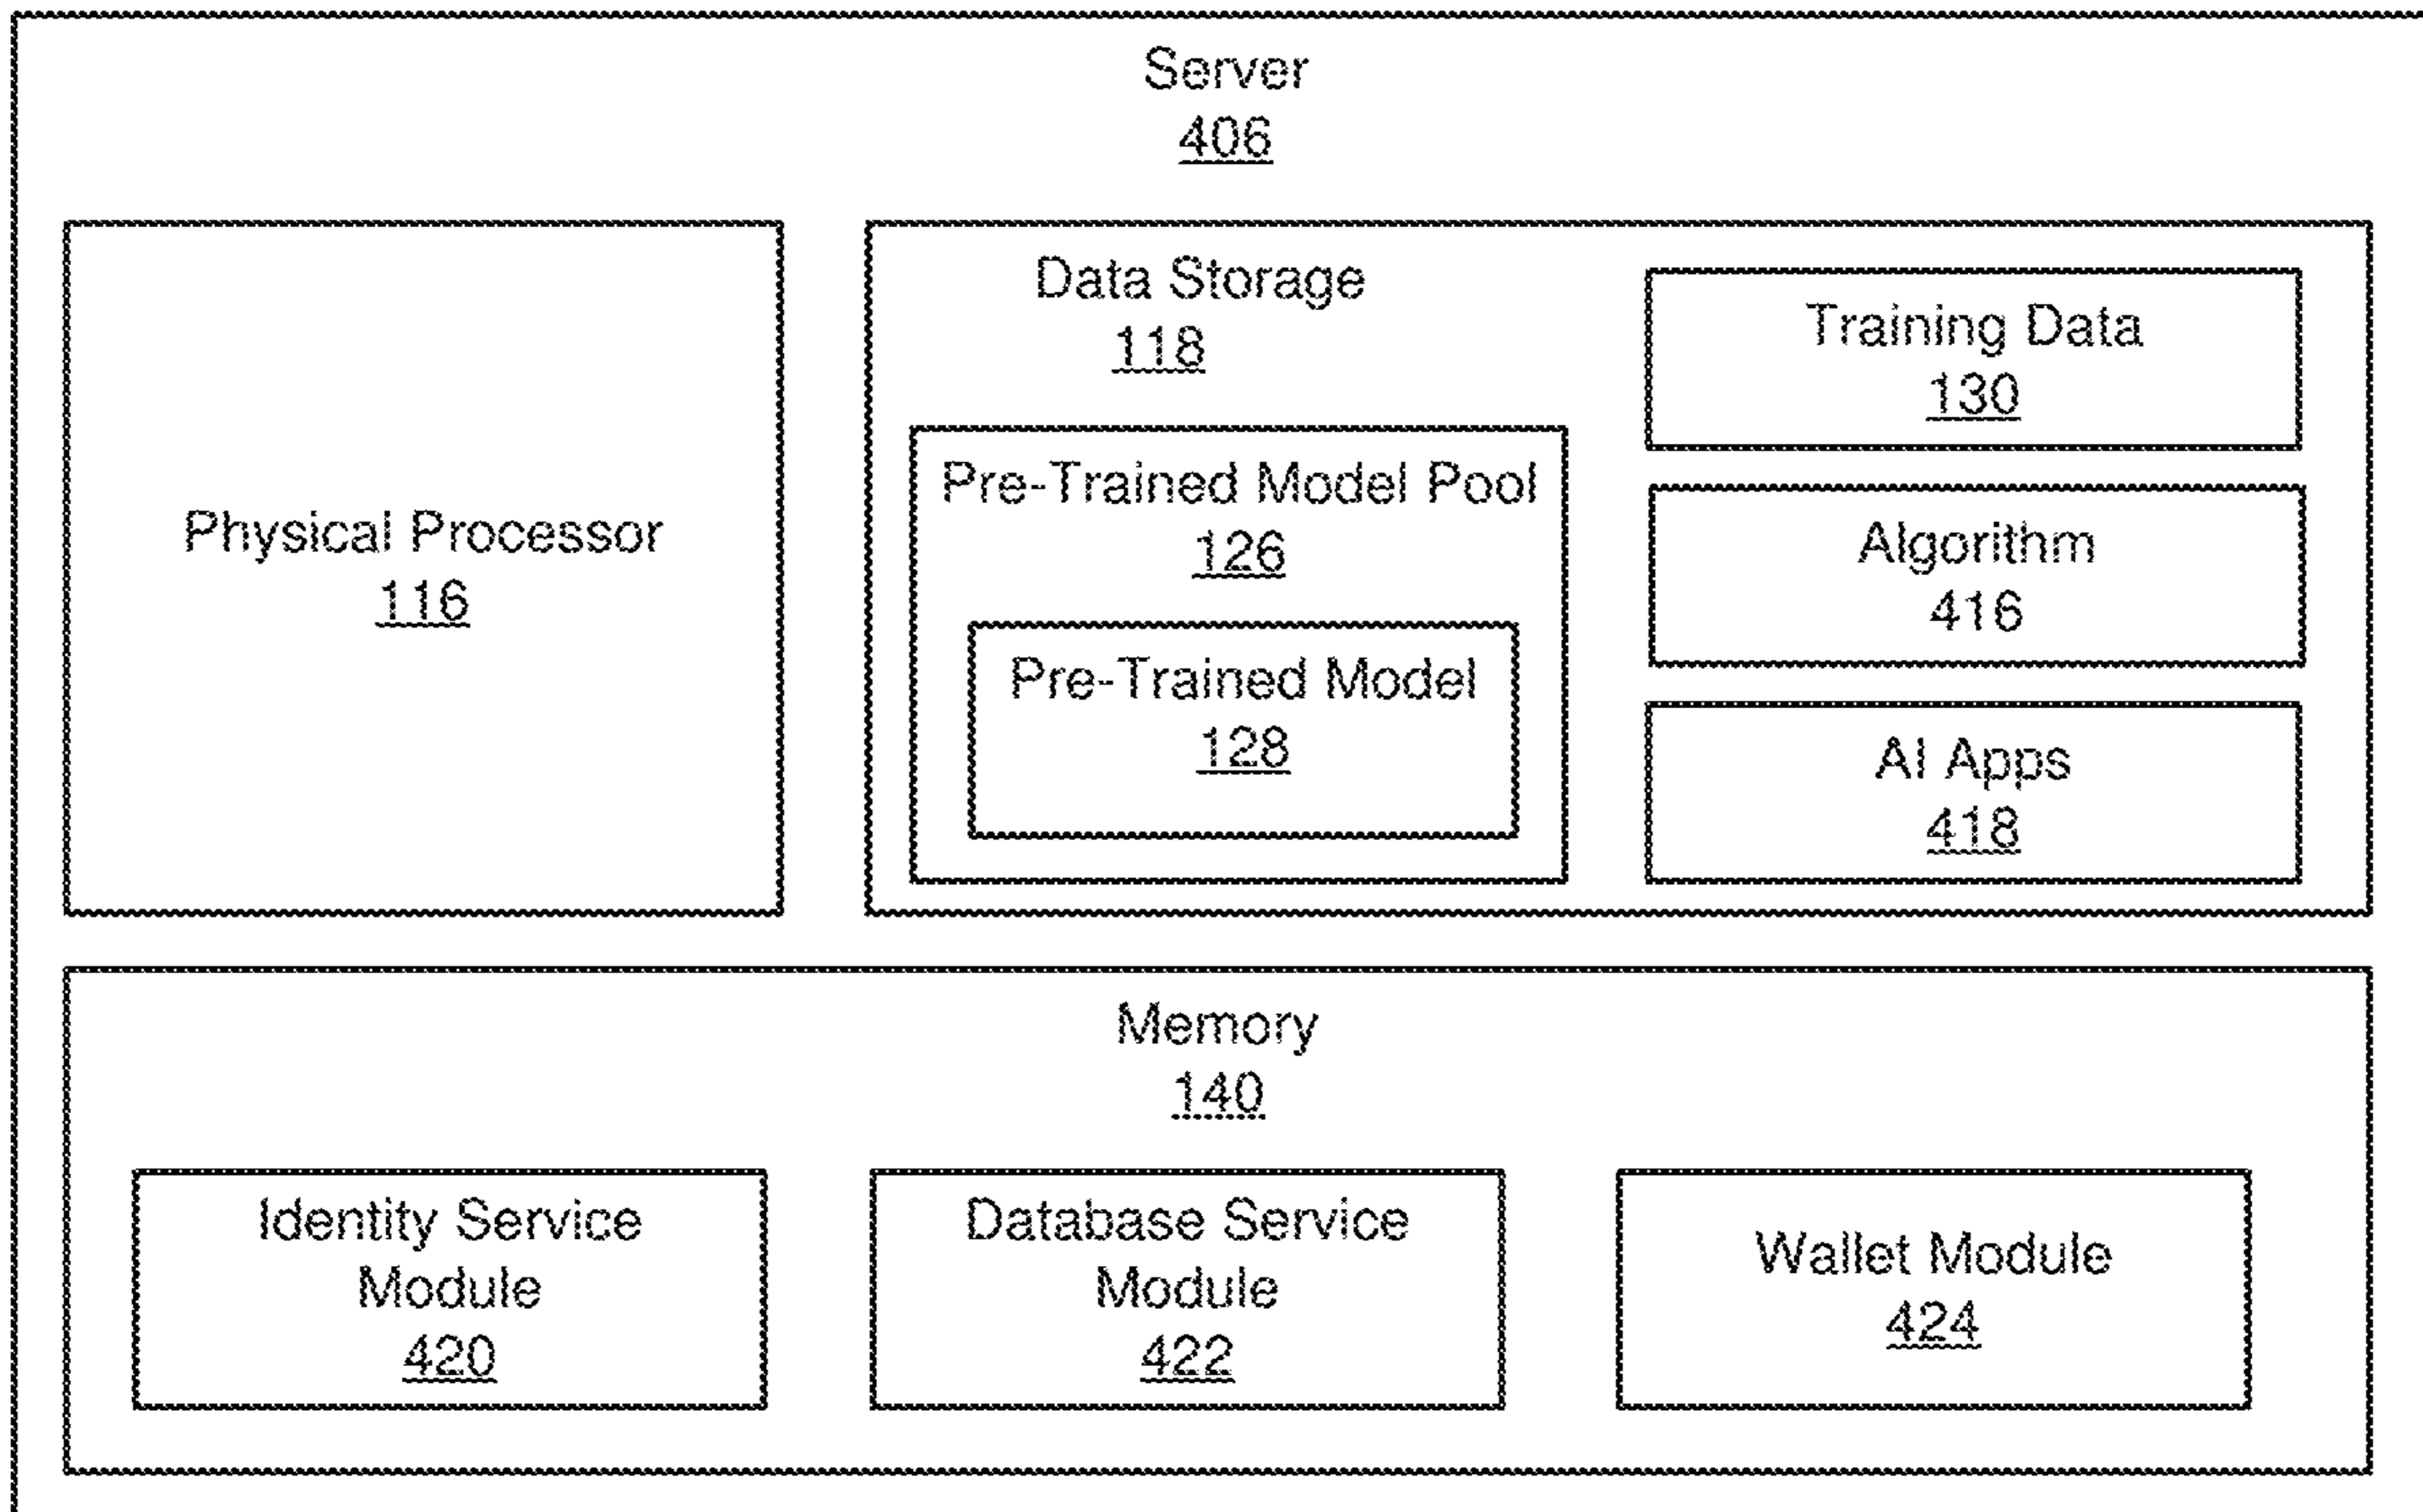 Server
406
Physical Processor
116
Data Storage
118
Pre-Trained Model Pool
126
Pre-Trained Model
128
Training Data
130
Algorithm
416
AI Apps
418
Memory
140
Identity Service
Module
420
Database Service
Module
422
Wallet Module
424